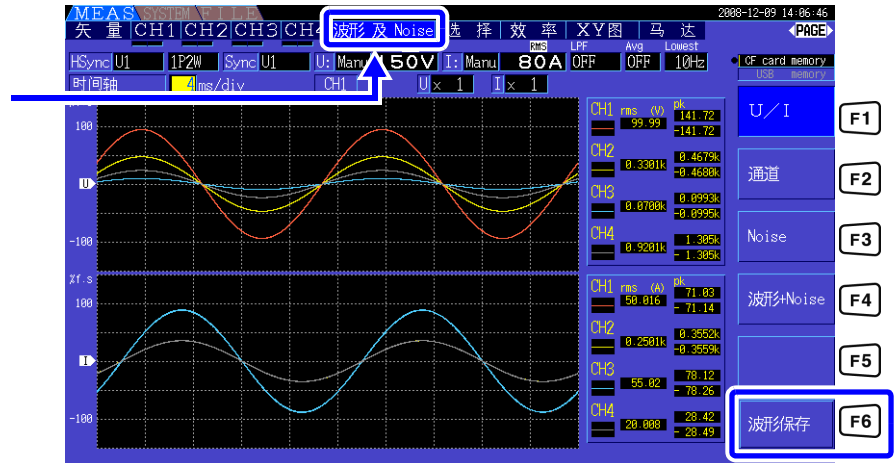 MEAS SYSTEM FILE 2008-12-09 14:06:46
矢量 CH1 CH2 CH3 CH4 波形 及 Noise 选择 效率 XY图 马达 PAGE
RMS LPF Avg Lowest
HSync U1 1P2W Sync U1 U: Manu 150V I: Manu 80A OFF OFF 10Hz CF card memory
USB memory
时间轴 4 ms/div CH1 U× 1 I× 1
100
U
-100
CH1 rms (V) pk
99.99 141.72
-141.72
CH2 0.4679k
0.3301k -0.4680k
CH3 0.0993k
0.0700k -0.0995k
CH4 1.305k
0.9201k - 1.305k
%f.s
100
I
-100
CH1 rms (A) pk
50.016 71.03
- 71.14
CH2 0.3552k
0.2501k -0.3559k
CH3 78.12
55.02 - 78.26
CH4 28.42
20.008 - 28.49
U/I F1
通道 F2
Noise F3
波形+Noise F4
F5
波形保存 F6